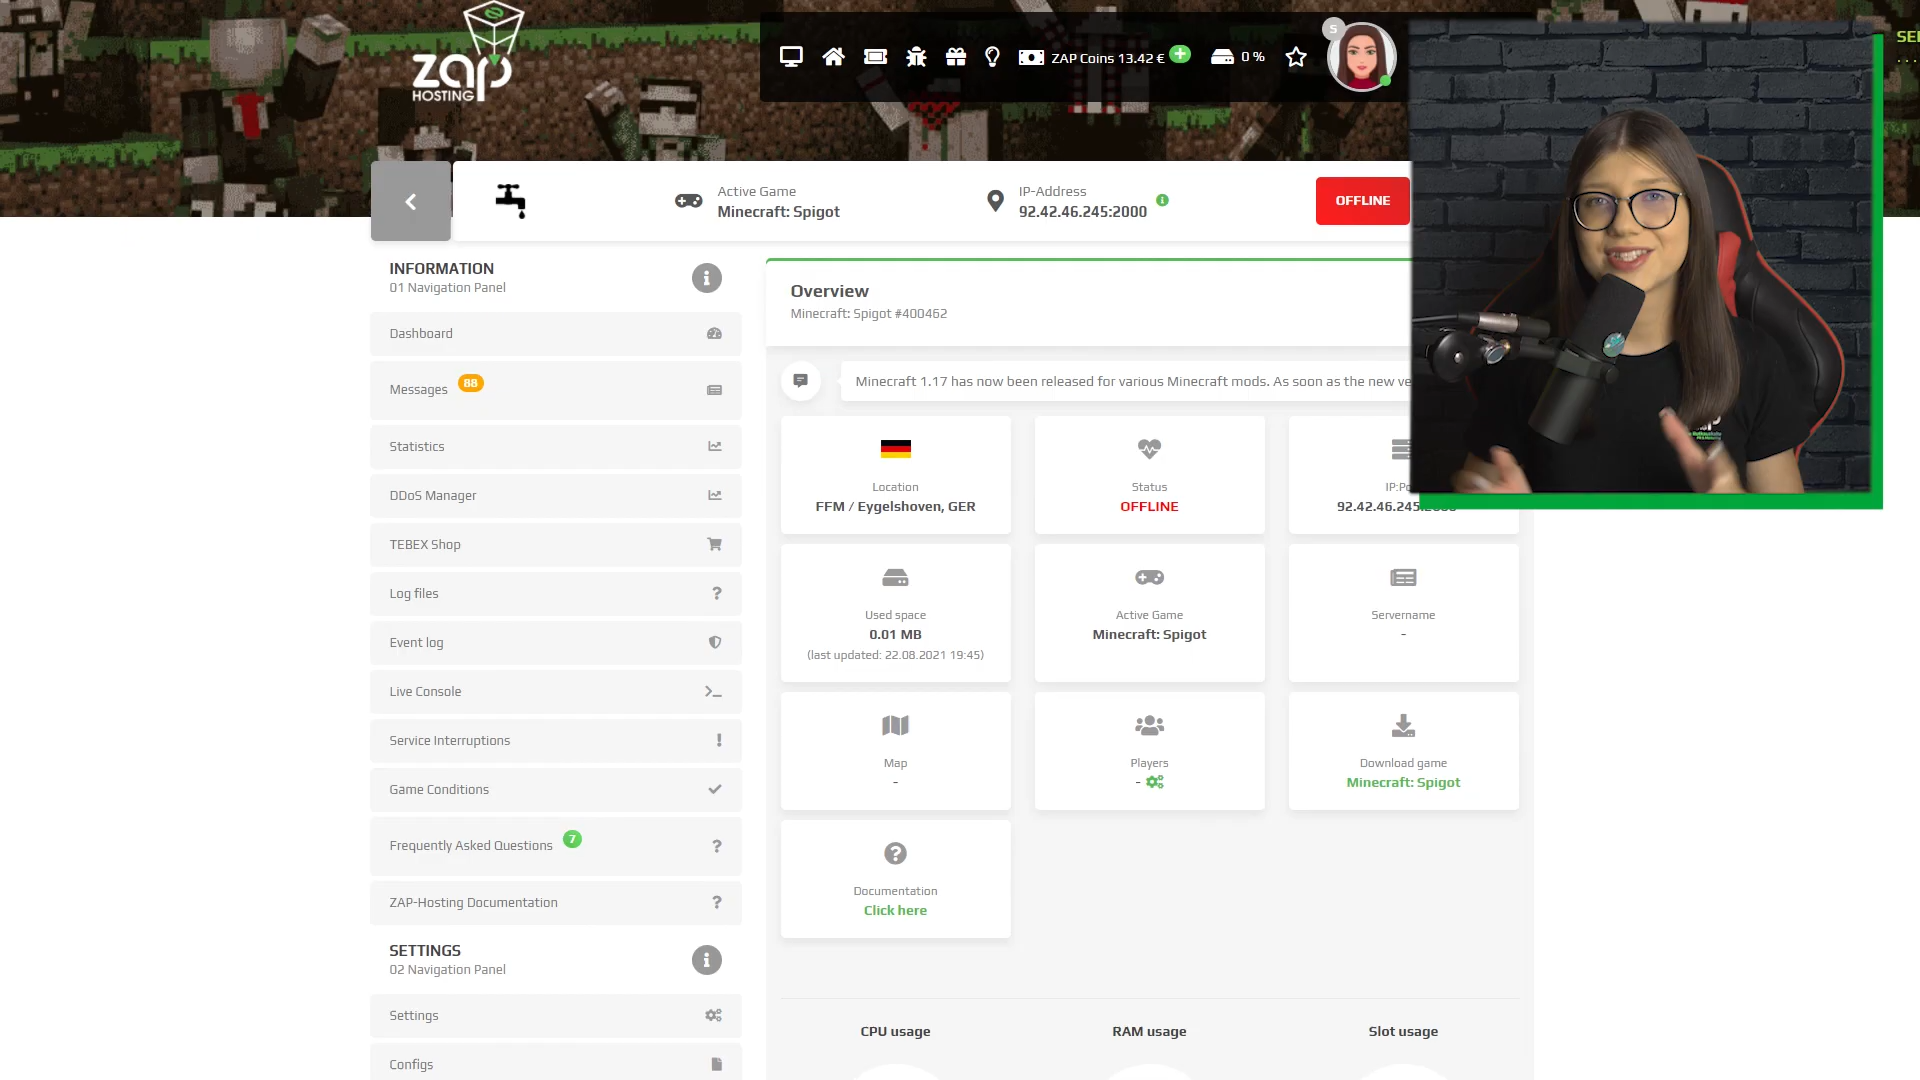 zap
HOSTING
ZAP Coins 13.42 €
0 %
S
SE
Active Game
Minecraft: Spigot
IP-Address
92.42.46.245:2000
OFFLINE
INFORMATION
01 Navigation Panel
Dashboard
Messages 88
Statistics
DDoS Manager
TEBEX Shop
Log files
Event log
Live Console
Service Interruptions
Game Conditions
Frequently Asked Questions 7
ZAP-Hosting Documentation
SETTINGS
02 Navigation Panel
Settings
Configs
Overview
Minecraft: Spigot #400462
Minecraft 1.17 has now been released for various Minecraft mods. As soon as the new ve
Location
FFM / Eygelshoven, GER
Status
OFFLINE
IP:Po
92.42.46.245:2000
Used space
0.01 MB
(last updated: 22.08.2021 19:45)
Active Game
Minecraft: Spigot
Servername
-
Map
-
Players
-
Download game
Minecraft: Spigot
Documentation
Click here
CPU usage
RAM usage
Slot usage